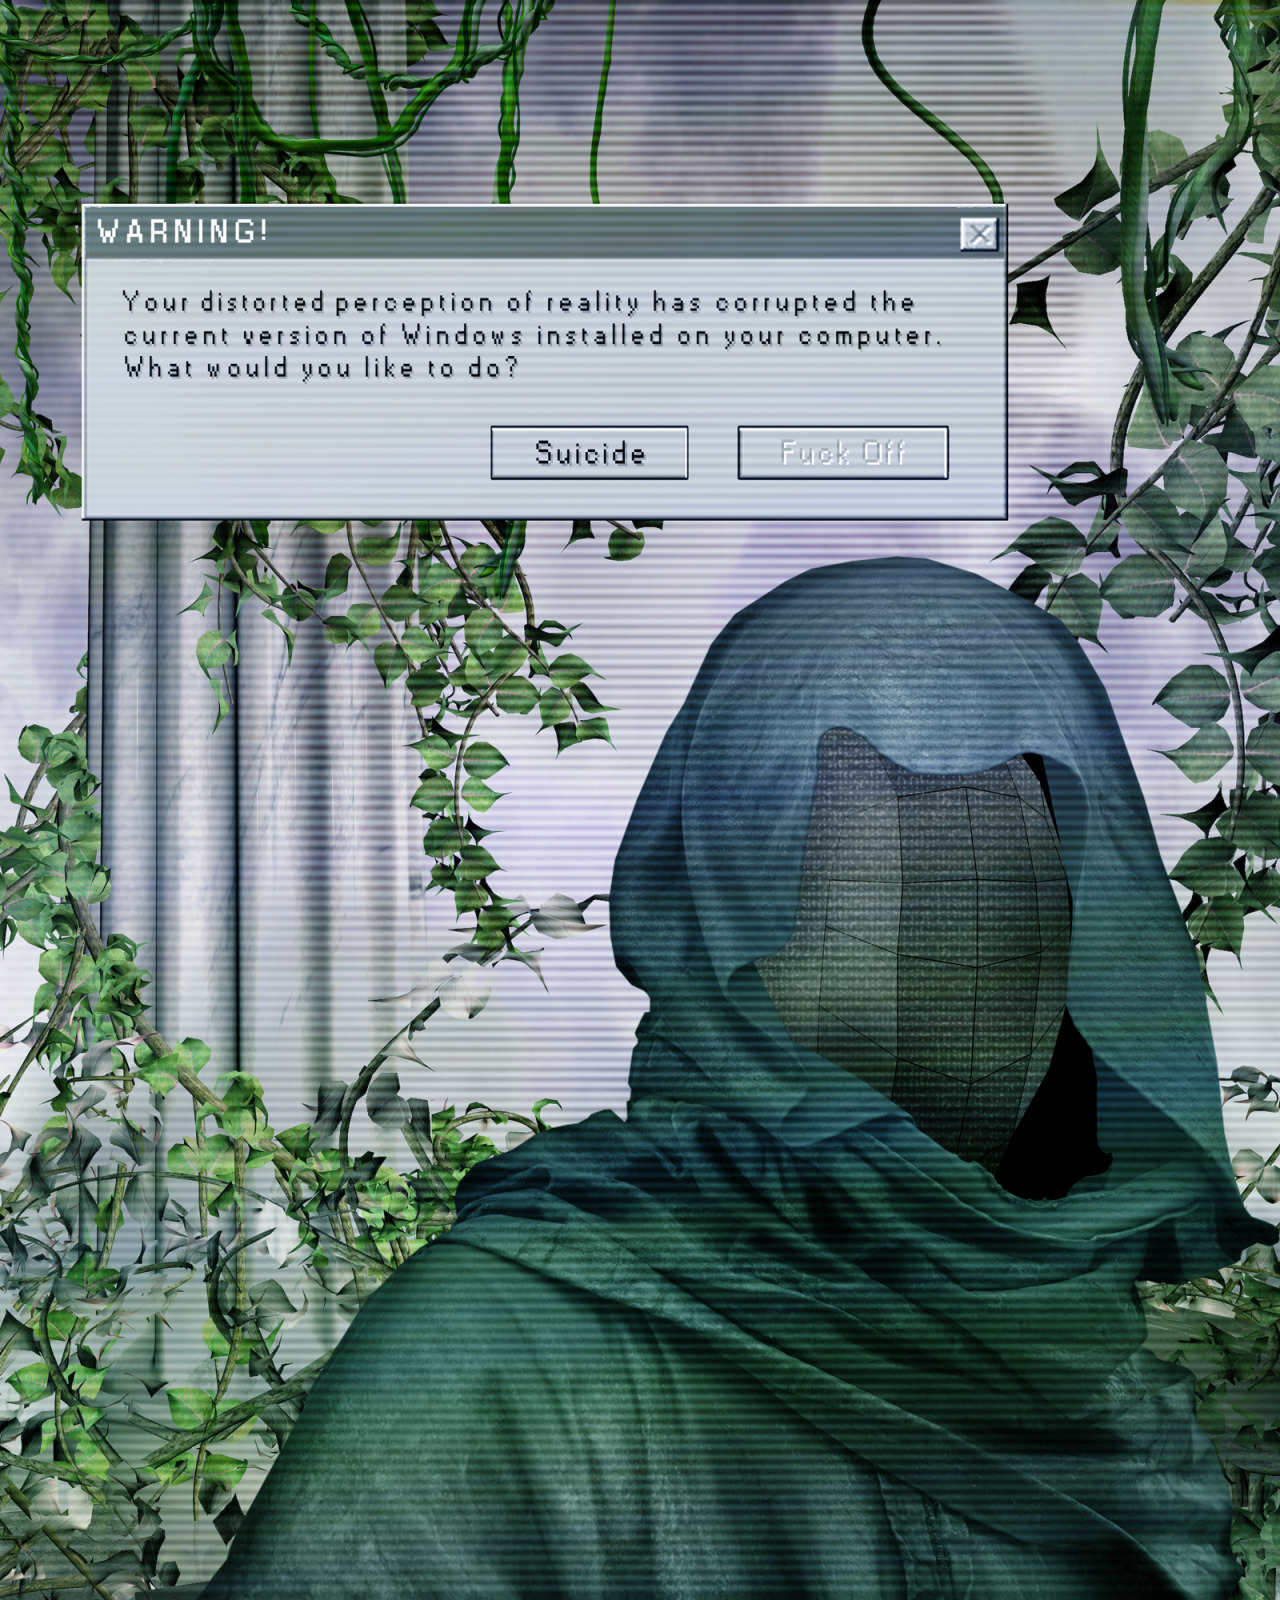 WARNING!
Your distorted perception of reality has corrupted the
current version of Windows installed on your computer.
What would you like to do?
Suicide
Fuck Off